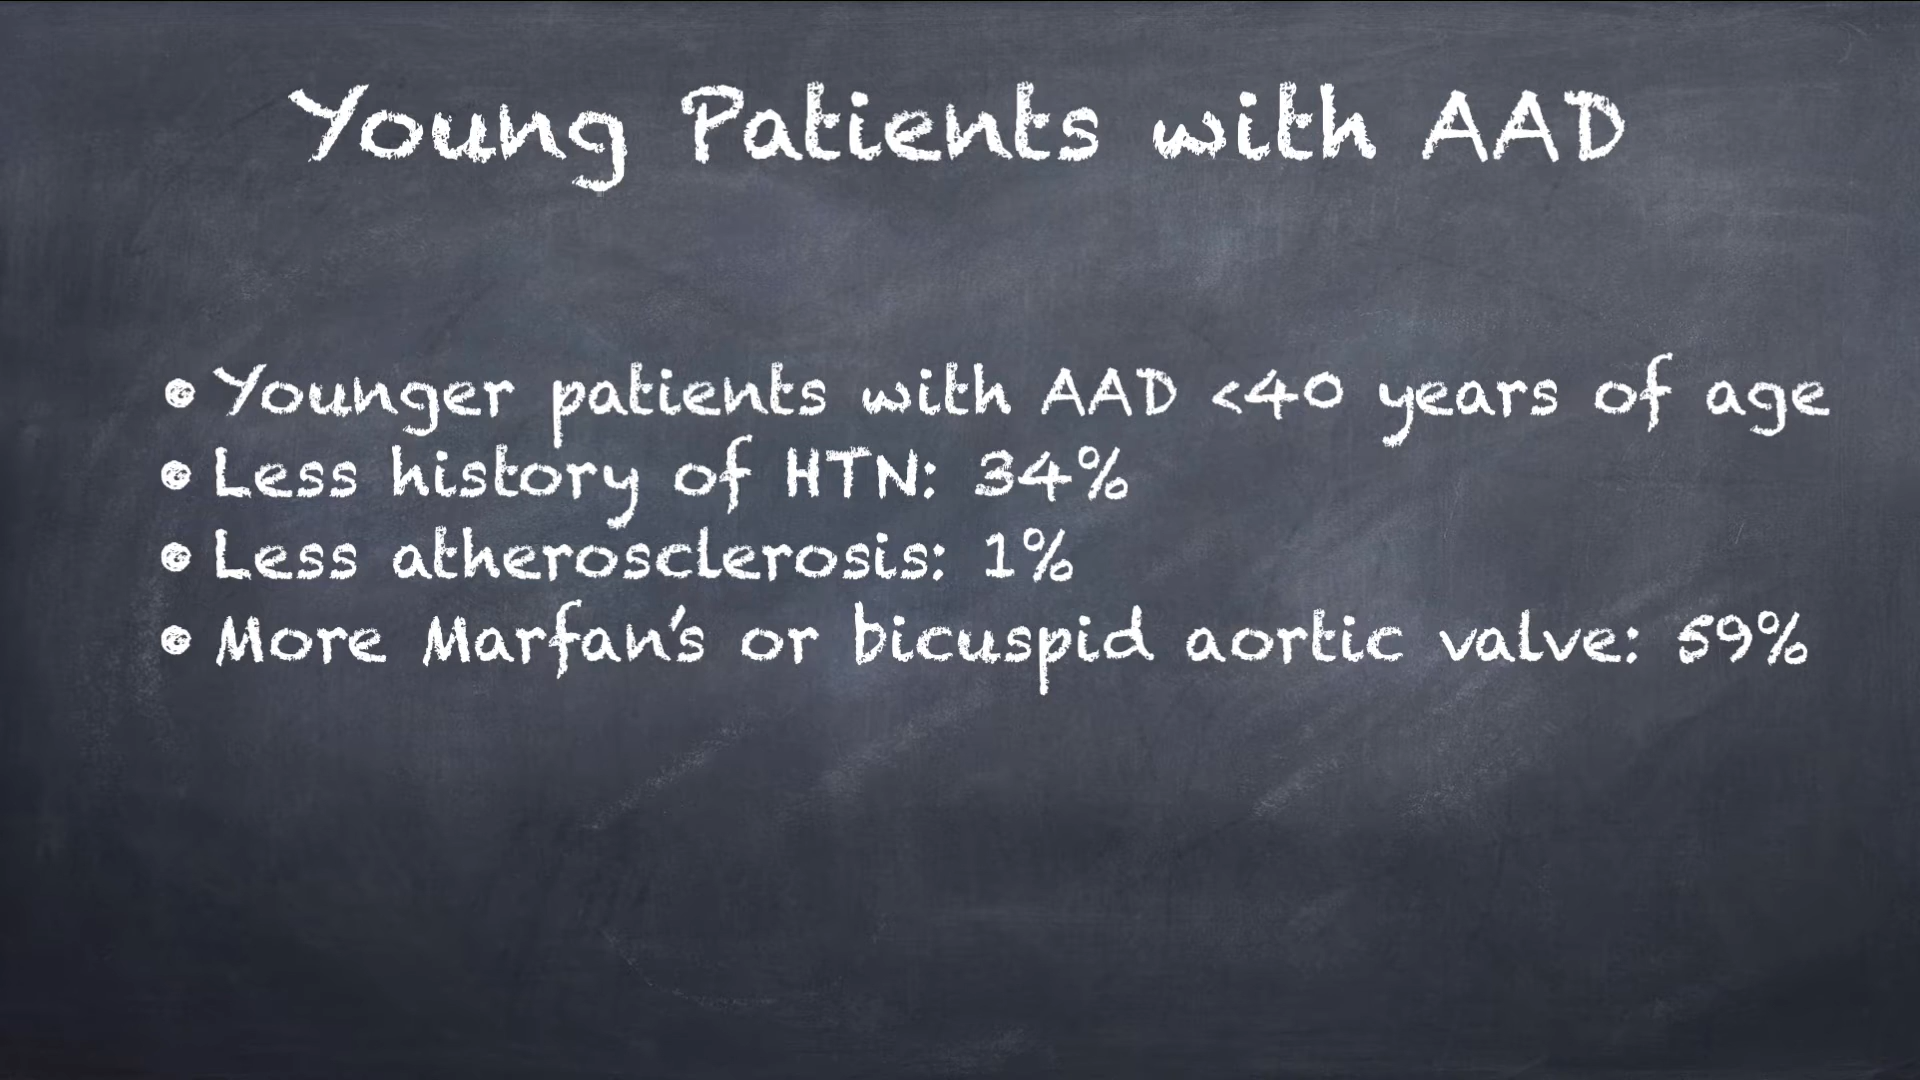 Young Patients with AAD
Younger patients with AAD <40 years of age
Less history of HTN: 34%
Less atherosclerosis: 1%
More Marfan's or bicuspid aortic valve: 59%